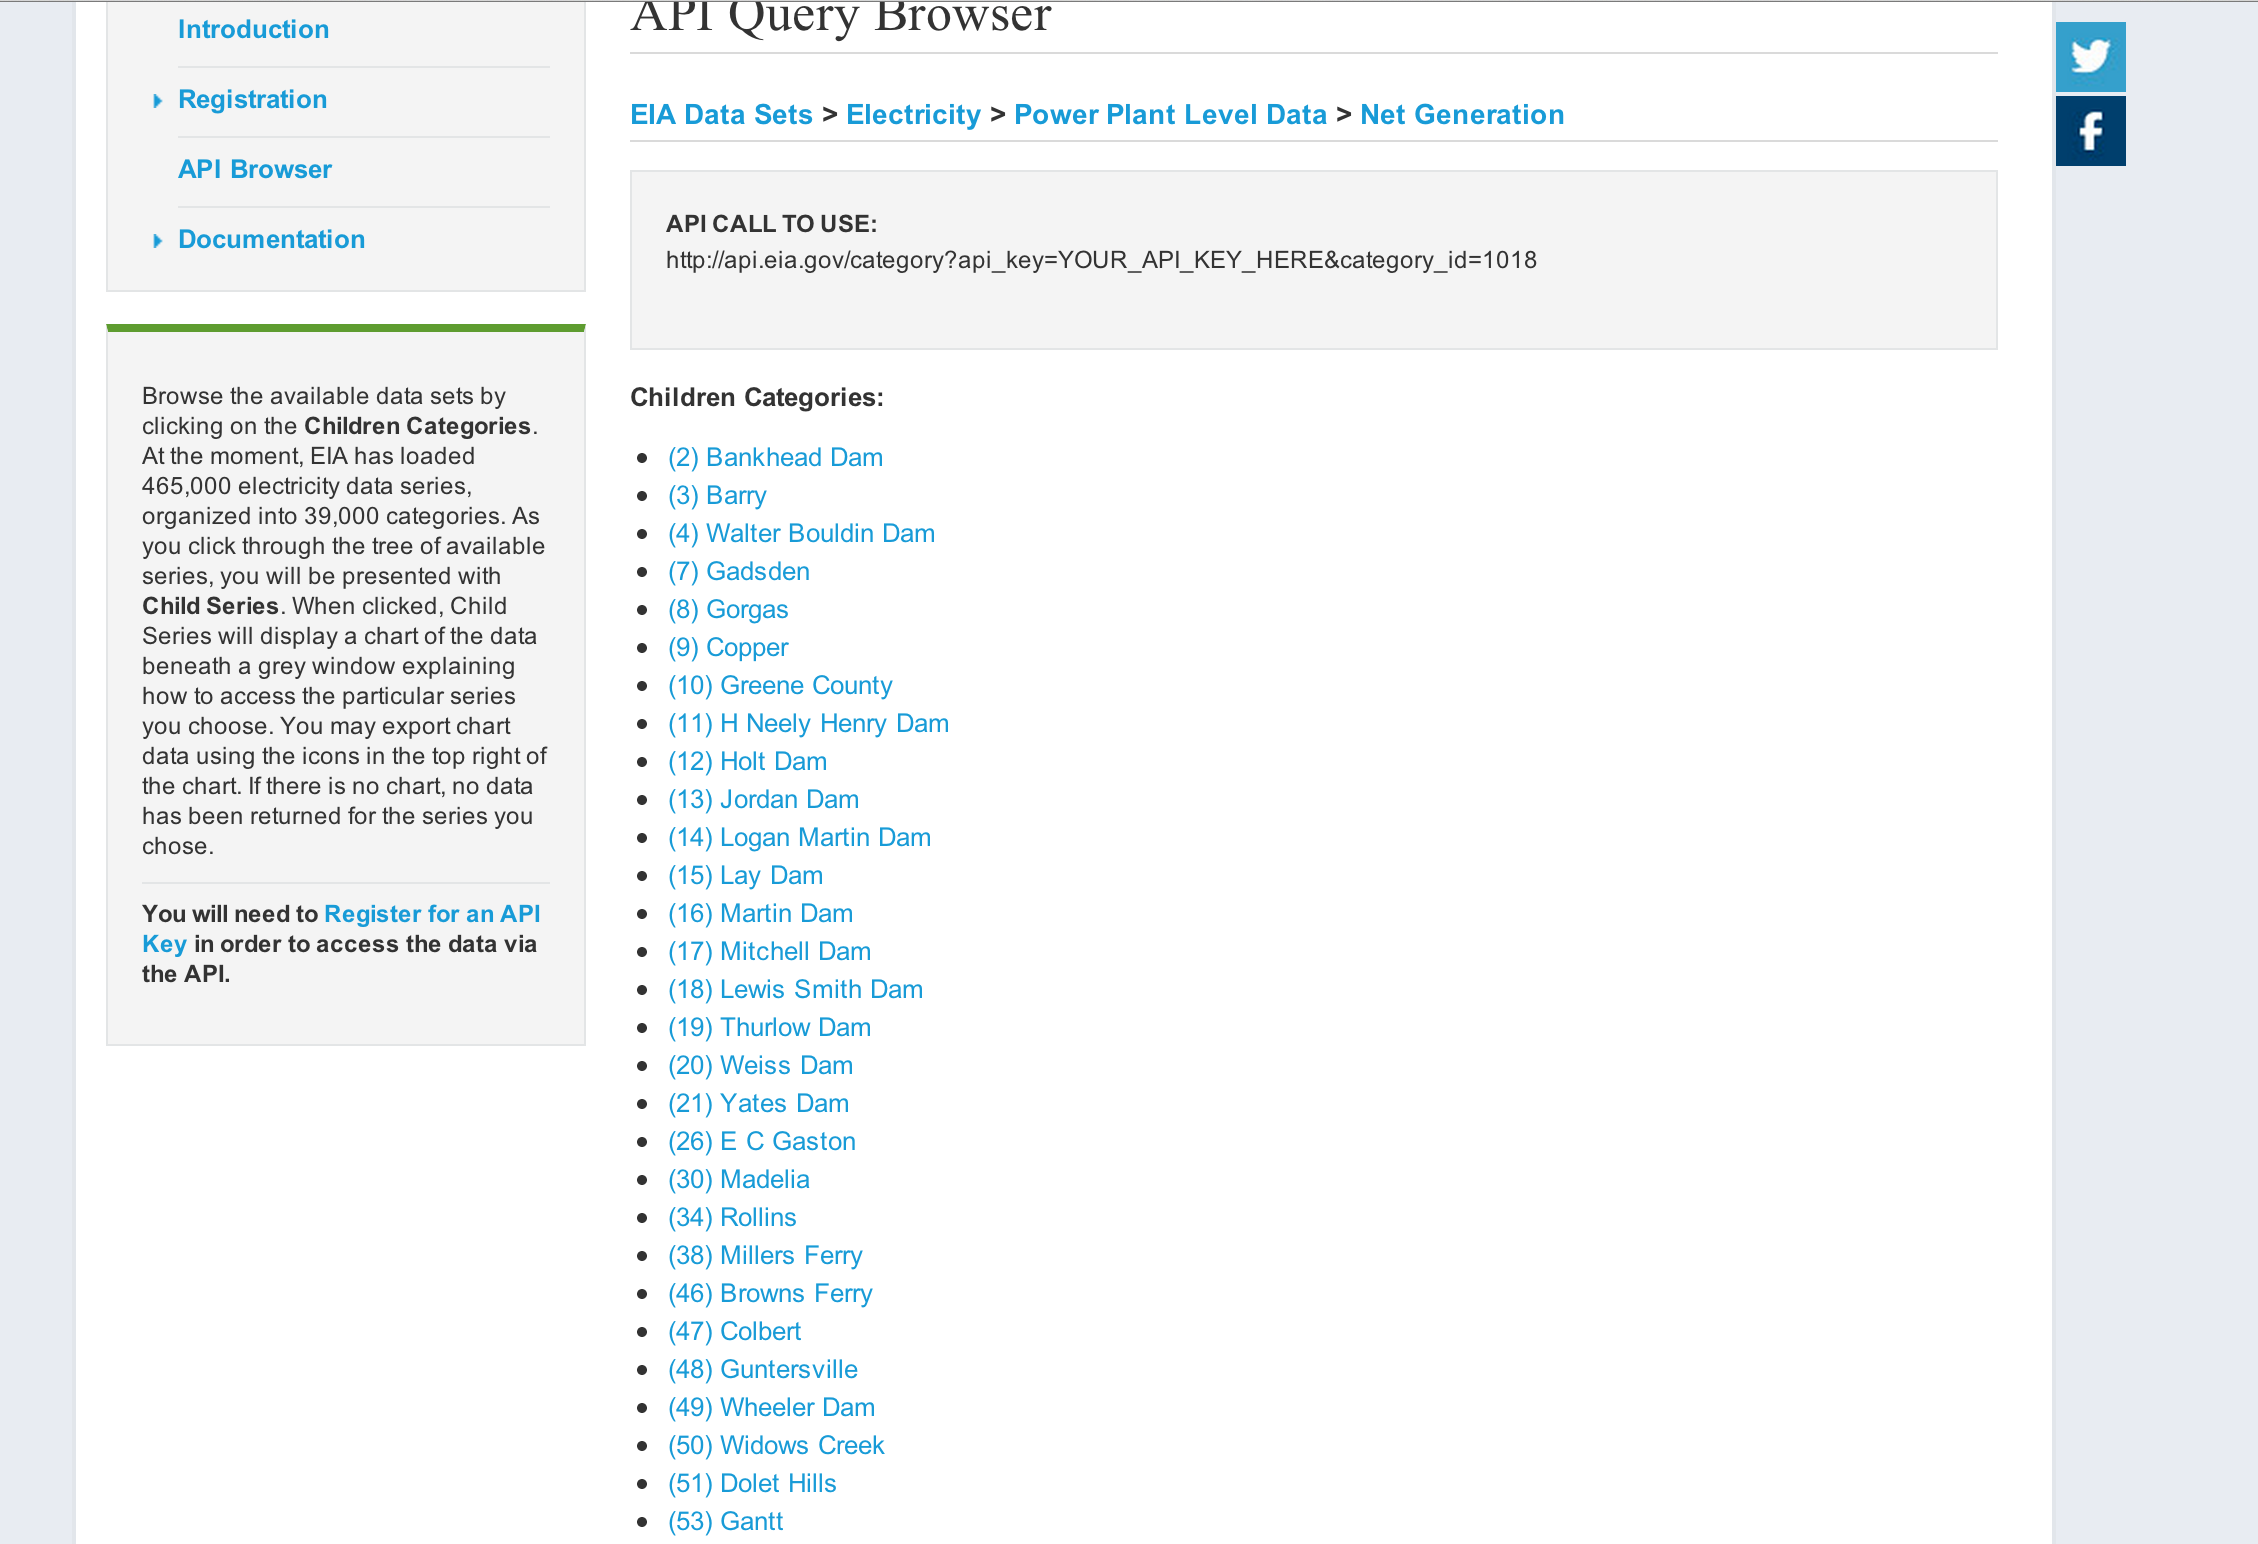 Introduction
Registration
API Browser
Documentation
Browse the available data sets by
clicking on the Children Categories.
At the moment, EIA has loaded
465,000 electricity data series,
organized into 39,000 categories. As
you click through the tree of available
series, you will be presented with
Child Series. When clicked, Child
Series will display a chart of the data
beneath a grey window explaining
how to access the particular series
you choose. You may export chart
data using the icons in the top right of
the chart. If there is no chart, no data
has been returned for the series you
chose.
You will need to Register for an API
Key in order to access the data via
the API.
API Query Browser
EIA Data Sets > Electricity > Power Plant Level Data > Net Generation
API CALL TO USE:
http://api.eia.gov/category?api_key=YOUR_API_KEY_HERE&category_id=1018
Children Categories:
(2) Bankhead Dam
(3) Barry
(4) Walter Bouldin Dam
(7) Gadsden
(8) Gorgas
(9) Copper
(10) Greene County
(11) H Neely Henry Dam
(12) Holt Dam
(13) Jordan Dam
(14) Logan Martin Dam
(15) Lay Dam
(16) Martin Dam
(17) Mitchell Dam
(18) Lewis Smith Dam
(19) Thurlow Dam
(20) Weiss Dam
(21) Yates Dam
(26) E C Gaston
(30) Madelia
(34) Rollins
(38) Millers Ferry
(46) Browns Ferry
(47) Colbert
(48) Guntersville
(49) Wheeler Dam
(50) Widows Creek
(51) Dolet Hills
(53) Gantt